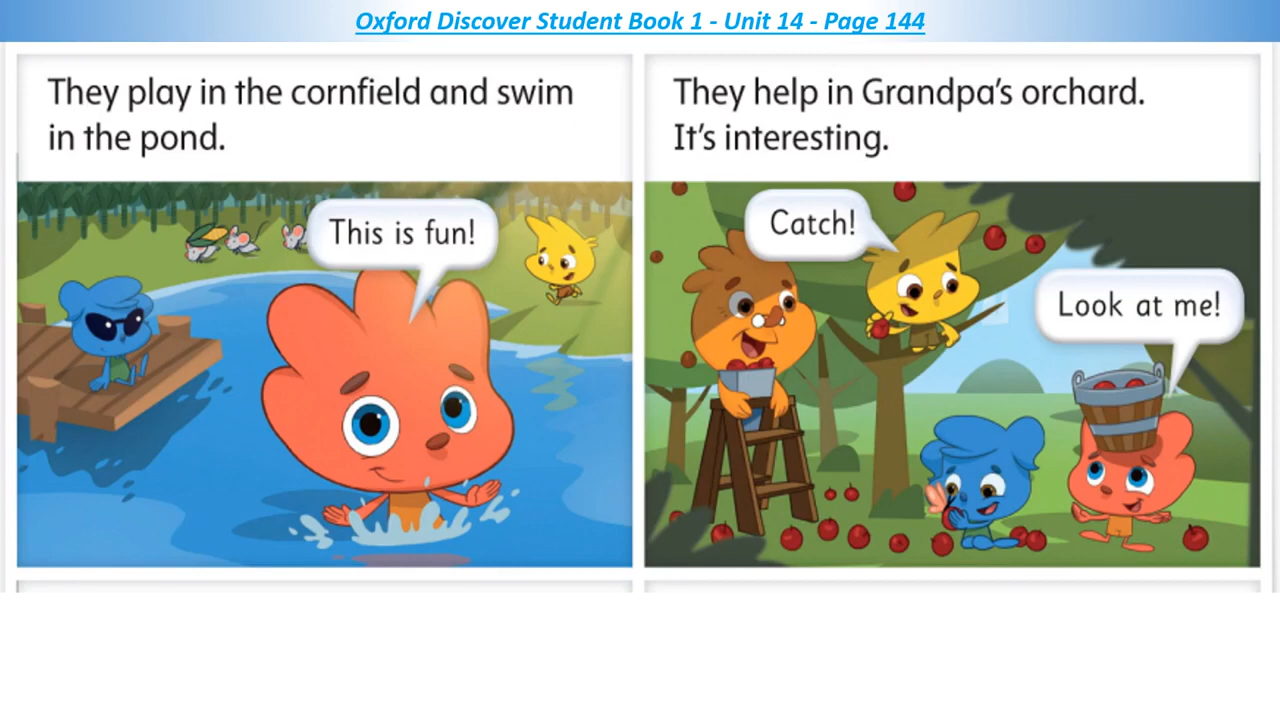 Oxford Discover Student Book 1 - Unit 14 - Page 144
They play in the cornfield and swim
in the pond.
This is fun!
They help in Grandpa's orchard.
It's interesting.
Catch!
Look at me!